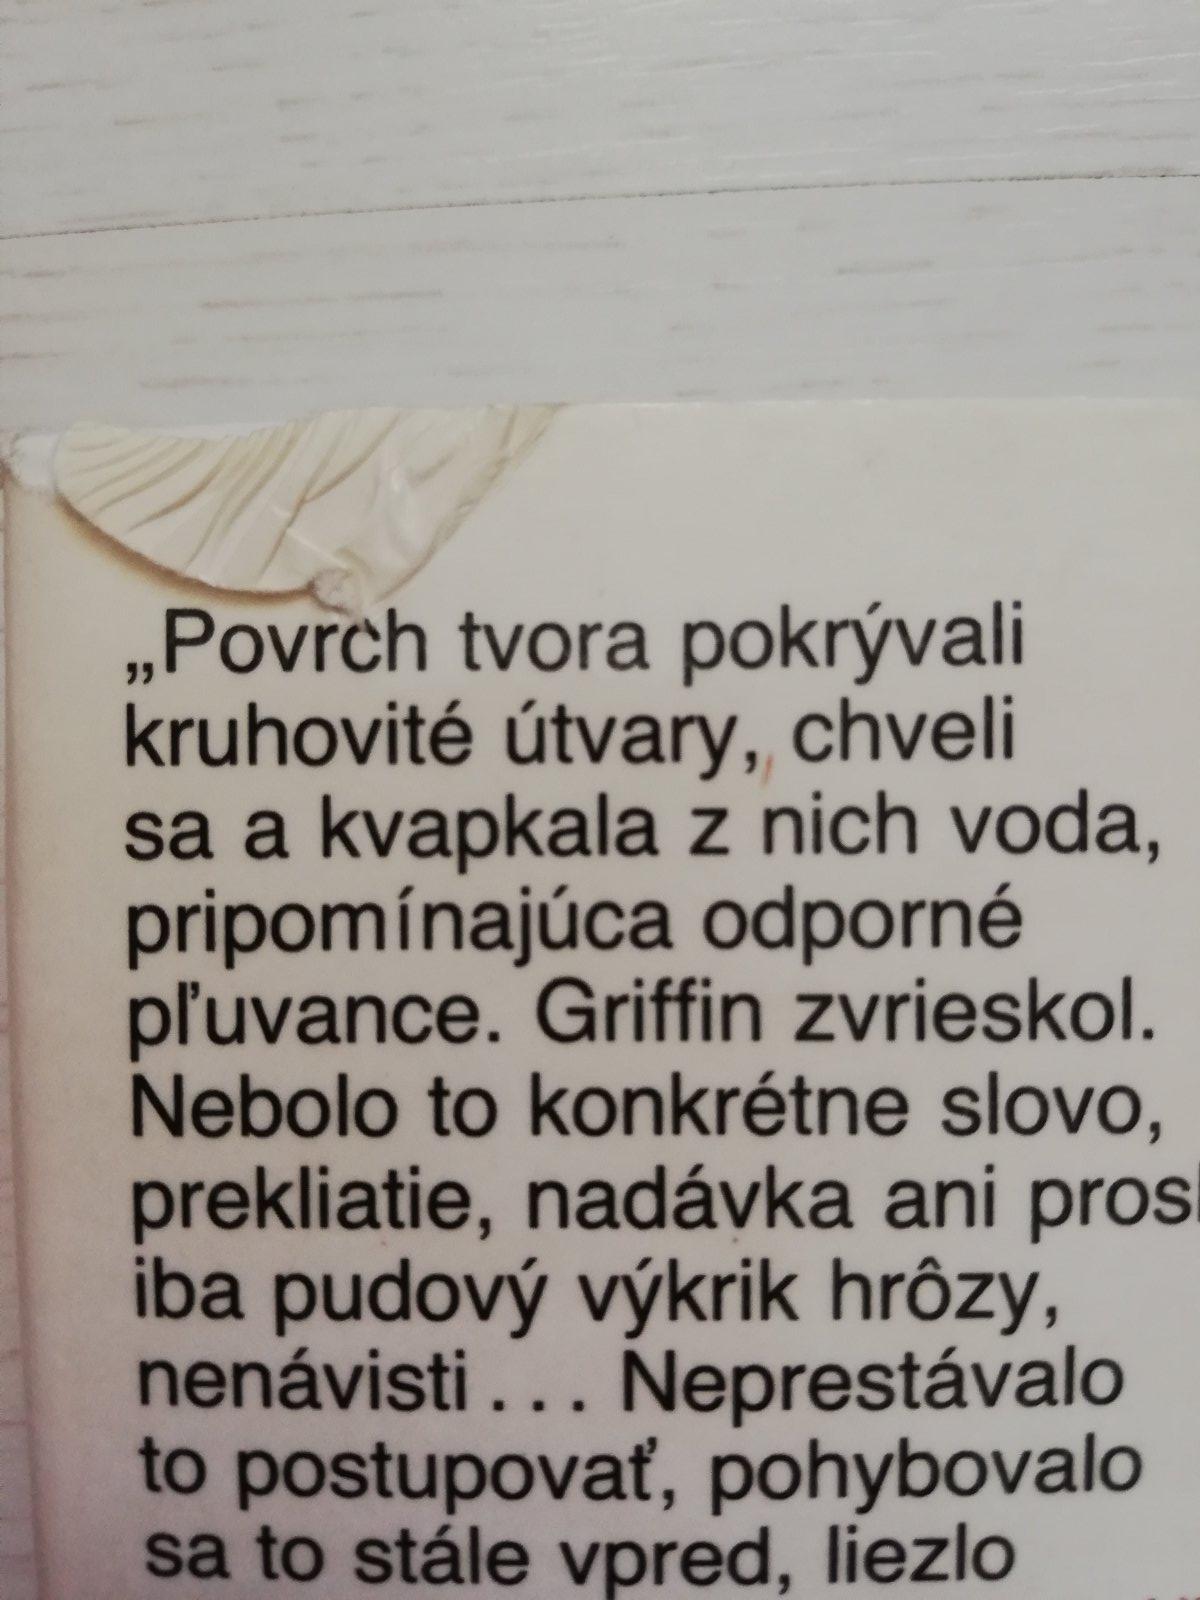 „Povrch tvora pokrývali
kruhovité útvary, chveli
sa a kvapkala z nich voda,
pripomínajúca odporné
pľuvance. Griffin zvrieskol.
Nebolo to konkrétne slovo,
prekliatie, nadávka ani
iba pudový výkrik hrôzy,
nenávisti... Neprestávalo
to postupovať, pohybovalo
sa to stále vpred, liezlo